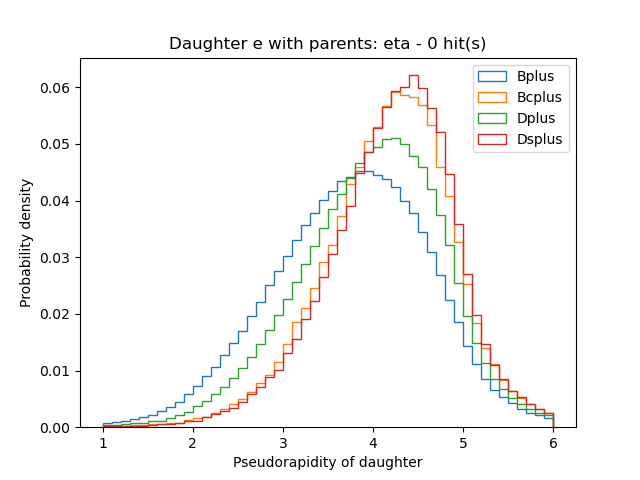 Daughter e with parents: eta - 0 hit(s)
Bplus
Bcplus
Dplus
Dsplus
Probability density
0.06
0.05
0.04
0.03
0.02
0.01
0.00
1 2 3 4 5 6
Pseudorapidity of daughter